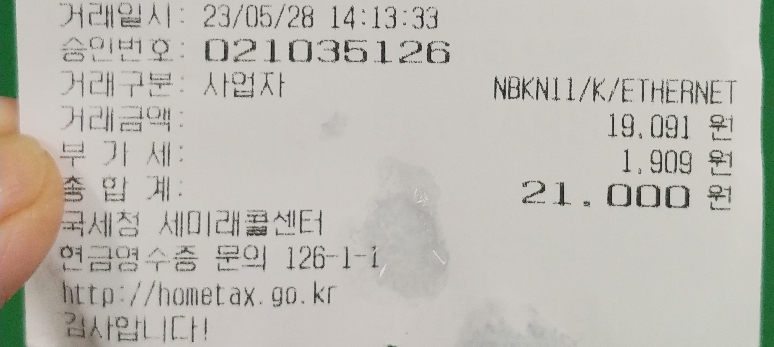 거래일시: 23/05/28 14:13:33
승인번호: 021035126
거래구분: 사업자 NBKN11/K/ETHERNET
거래금액: 19,091 원
부 가 세: 1,909 원
총 합 계: 21.000 원
국세청 세미래콜센터
현금영수증 문의 126-1-1
http://hometax.go.kr
감사합니다!